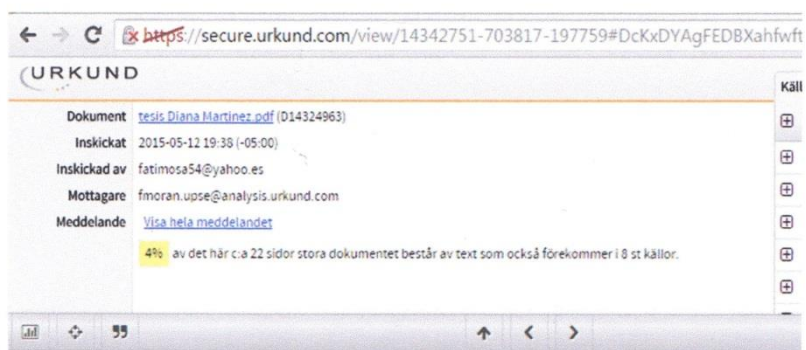 https://secure.urkund.com/view/14342751-703817-197759#DcKxDYAgFEDBXahfwft
URKUND
Käll
Dokument tesis Diana Martinez.pdf (D14324963)
Inskickat 2015-05-12 19:38 (-05:00)
Inskickad av fatimosa54@yahoo.es
Mottagare fmoran.upse@analysis.urkund.com
Meddelande Visa hela meddelandet
4% av det här c:a 22 sidor stora dokumentet består av text som också förekommer i 8 st källor.